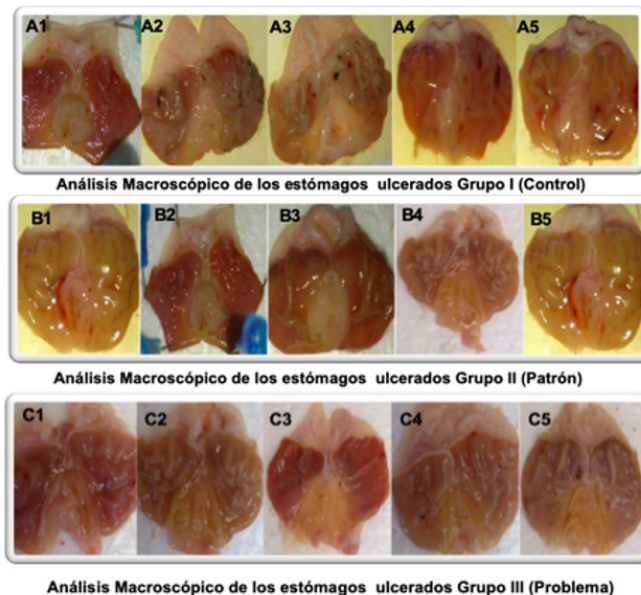 A1 A2 A3 A4 A5
Análisis Macroscópico de los estómagos ulcerados Grupo I (Control)
B1 B2 B3 B4 B5
Análisis Macroscópico de los estómagos ulcerados Grupo II (Patrón)
C1 C2 C3 C4 C5
Análisis Macroscópico de los estómagos ulcerados Grupo III (Problema)